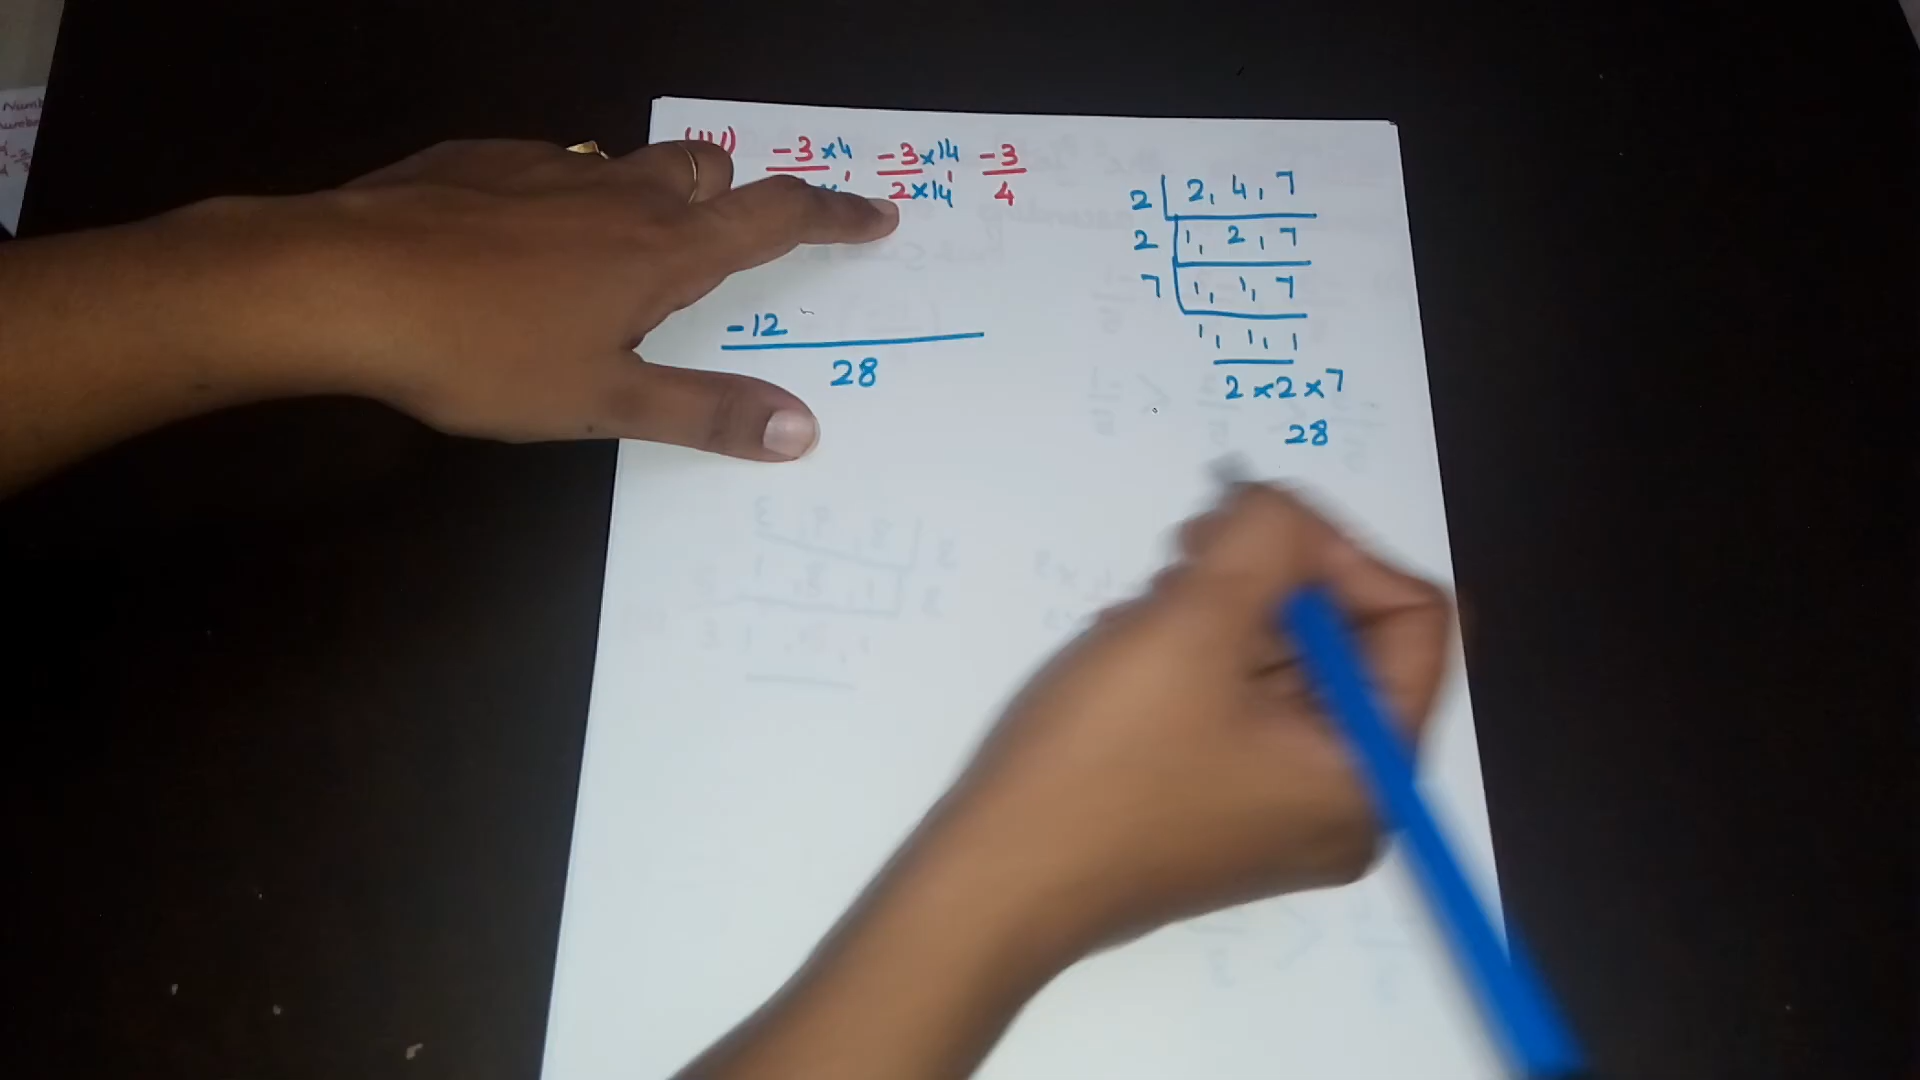 -3×4, -3×14, -3
2×14 4
-12
28
2 | 2, 4, 7
2 | 1, 2, 7
7 | 1, 1, 7
1, 1, 1
2×2×7
28